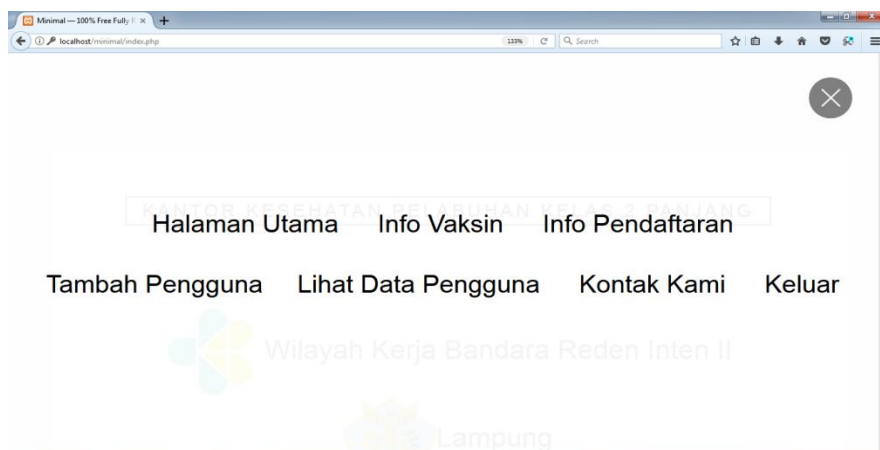 Minimal — 100% Free Fully
localhost/minimal/index.php
133%
Search
KANTOR KESEHATAN PELABUHAN KELAS 2 PANJANG
Halaman Utama Info Vaksin Info Pendaftaran
Tambah Pengguna Lihat Data Pengguna Kontak Kami Keluar
Wilayah Kerja Bandara Reden Inten II
Lampung